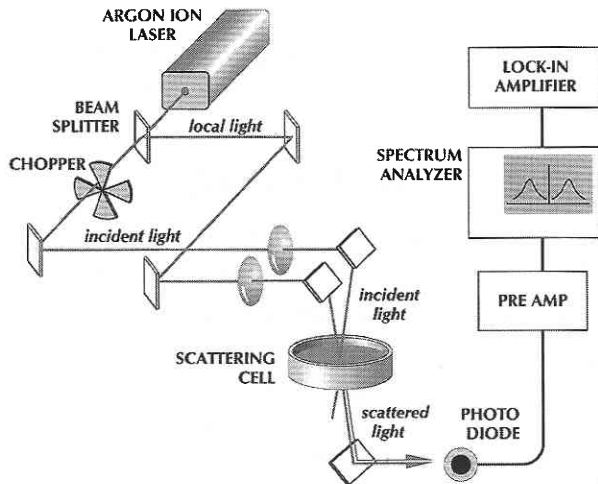 ARGON ION
LASER
BEAM
SPLITTER
local light
CHOPPER
incident light
incident
light
SCATTERING
CELL
scattered
light
PHOTO
DIODE
LOCK-IN
AMPLIFIER
SPECTRUM
ANALYZER
PRE AMP